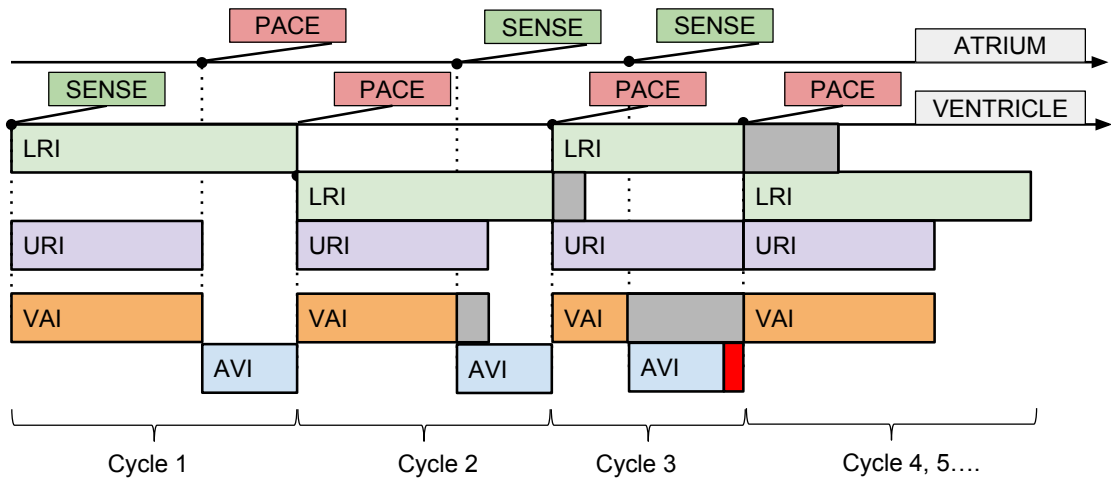 PACE
SENSE
SENSE
ATRIUM
SENSE
PACE
PACE
PACE
VENTRICLE
LRI
LRI
LRI
LRI
URI
URI
URI
URI
VAI
VAI
VAI
VAI
AVI
AVI
AVI
Cycle 1
Cycle 2
Cycle 3
Cycle 4, 5....